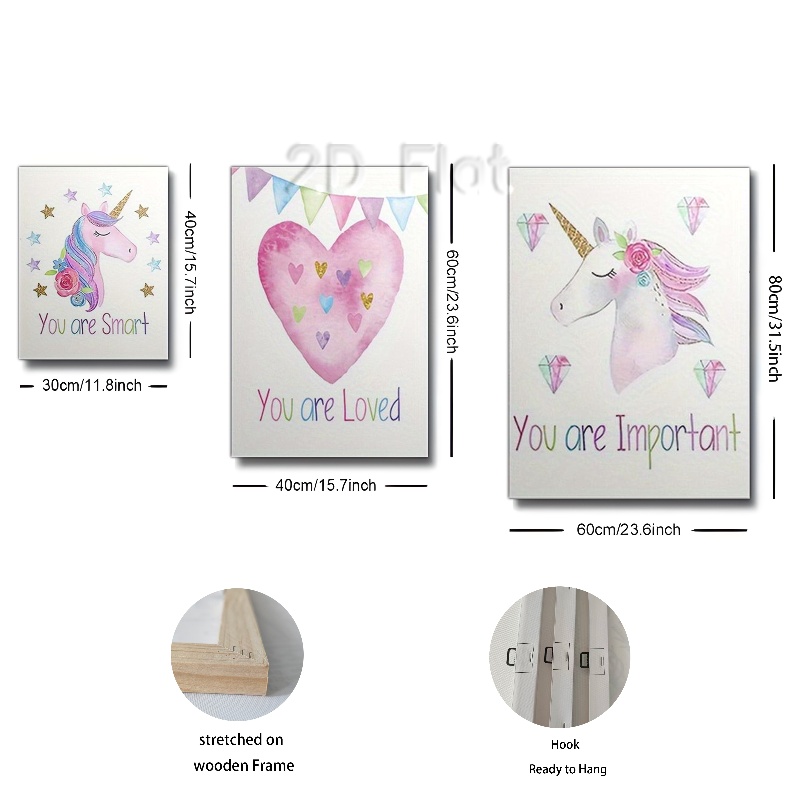 2D Flat
You are Smart
40cm/15.7inch
30cm/11.8inch
You are Loved
60cm/23.6inch
40cm/15.7inch
You are Important
80cm/31.5inch
60cm/23.6inch
stretched on
wooden Frame
Hook
Ready to Hang